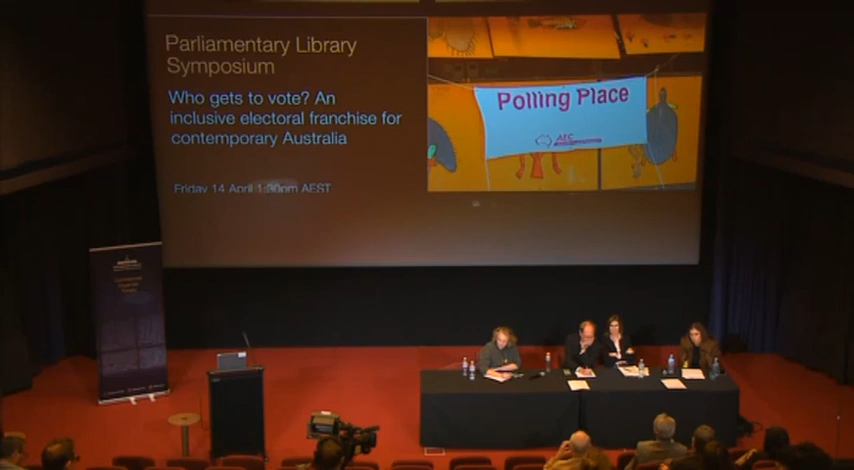 Parliamentary Library
Symposium
Who gets to vote? An
inclusive electoral franchise for
contemporary Australia
Friday 14 April 1:30pm AEST
Polling Place
AEC